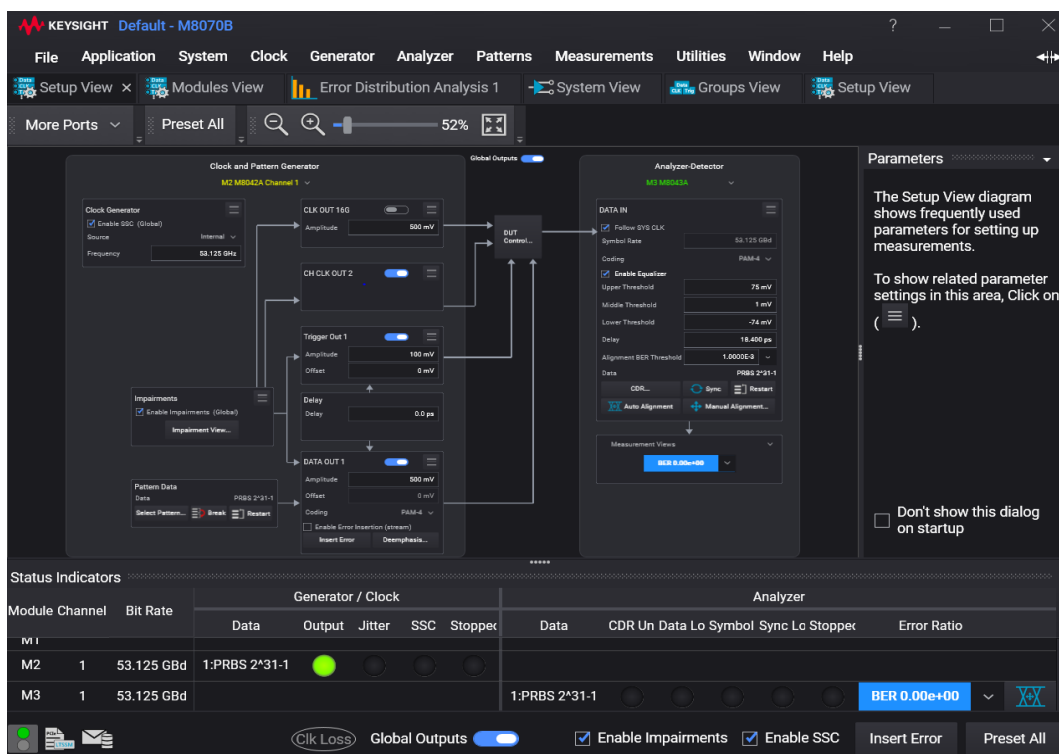 KEYSIGHT Default - M8070B
File Application System Clock Generator Analyzer Patterns Measurements Utilities Window Help
Setup View Modules View Error Distribution Analysis 1 System View Groups View Setup View
More Ports Preset All 52%
Clock and Pattern Generator
M2 M8042A Channel 1
Clock Generator
Enable SSC (Global)
Source Internal
Frequency 53.125 GHz
Impairments
Enable Impairments (Global)
Impairment View...
Pattern Data
Data PRBS 2^31-1
Select Pattern... Break Restart
CLK OUT 16G
Amplitude 500 mV
CH CLK OUT 2
Trigger Out 1
Amplitude 100 mV
Offset 0 mV
Delay
Delay 0.0 ps
DATA OUT 1
Amplitude 500 mV
Offset 0 mV
Coding PAM-4
Enable Error Insertion (stream)
Insert Error Deemphasis...
Global Outputs
DUT
Control...
Analyzer-Detector
M3 M8043A
DATA IN
Follow SYS CLK
Symbol Rate 53.125 GBd
Coding PAM-4
Enable Equalizer
Upper Threshold 75 mV
Middle Threshold 1 mV
Lower Threshold -74 mV
Delay 18.400 ps
Alignment BER Threshold 1.0000E-3
Data PRBS 2^31-1
CDR... Sync Restart
Auto Alignment Manual Alignment...
Measurement Views
BER 0.00e+00
Parameters
The Setup View diagram
shows frequently used
parameters for setting up
measurements.
To show related parameter
settings in this area, Click on
( ).
Don't show this dialog
on startup
Status Indicators
Generator / Clock Analyzer
Module Channel Bit Rate
Data Output Jitter SSC Stopped Data CDR Un Data Lo Symbol Sync Lo Stopped Error Ratio
M1
M2 1 53.125 GBd 1:PRBS 2^31-1
M3 1 53.125 GBd 1:PRBS 2^31-1 BER 0.00e+00
Clk Loss Global Outputs Enable Impairments Enable SSC Insert Error Preset All